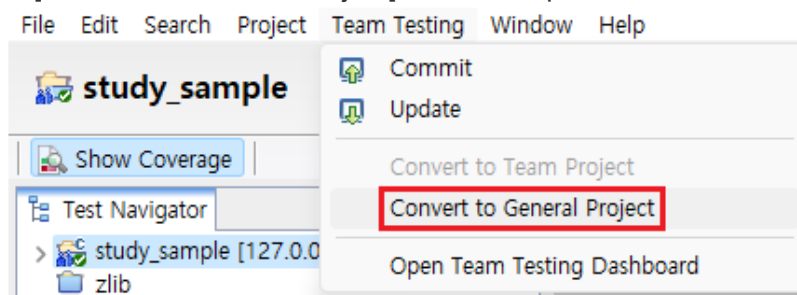 File Edit Search Project Team Testing Window Help
study_sample
Commit
Update
Show Coverage
Convert to Team Project
Test Navigator
Convert to General Project
study_sample [127.0.0
zlib
Open Team Testing Dashboard